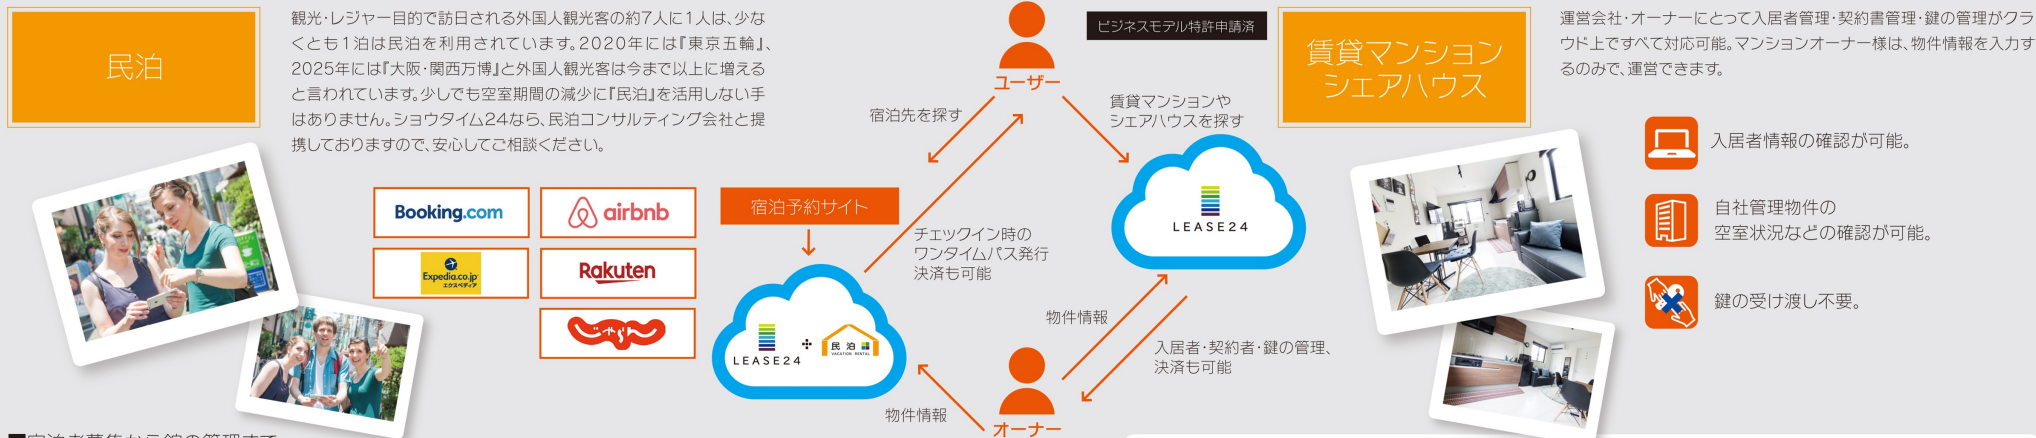 民泊
観光・レジャー目的で訪日される外国人観光客の約7人に1人は、少な
くとも1泊は民泊を利用されています。2020年には『東京五輪』、
2025年には『大阪・関西万博』と外国人観光客は今まで以上に増える
と言われています。少しでも空室期間の減少に『民泊』を活用しない手
はありません。ショウタイム24なら、民泊コンサルティング会社と提
携しておりますので、安心してご相談ください。
Booking.com
airbnb
Expedia.co.jp
エクスペディア
Rakuten
じゃらん
宿泊予約サイト
LEASE24
民泊
VACATION RENTAL
ユーザー
宿泊先を探す
チェックイン時の
ワンタイムパス発行
決済も可能
物件情報
オーナー
ビジネスモデル特許申請済
賃貸マンションや
シェアハウスを探す
LEASE24
物件情報
入居者・契約者・鍵の管理、
決済も可能
賃貸マンション
シェアハウス
運営会社・オーナーにとって入居者管理・契約書管理・鍵の管理がクラ
ウド上ですべて対応可能。マンションオーナー様は、物件情報を入力す
るのみで、運営できます。
入居者情報の確認が可能。
自社管理物件の
空室状況などの確認が可能。
鍵の受け渡し不要。